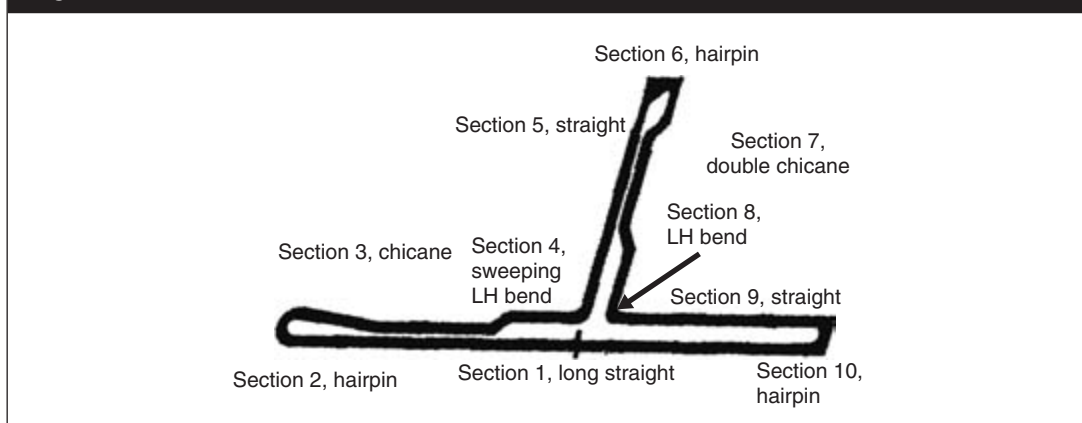 Section 6, hairpin
Section 5, straight
Section 7,
double chicane
Section 8,
LH bend
Section 3, chicane
Section 4,
sweeping
LH bend
Section 9, straight
Section 2, hairpin
Section 1, long straight
Section 10,
hairpin